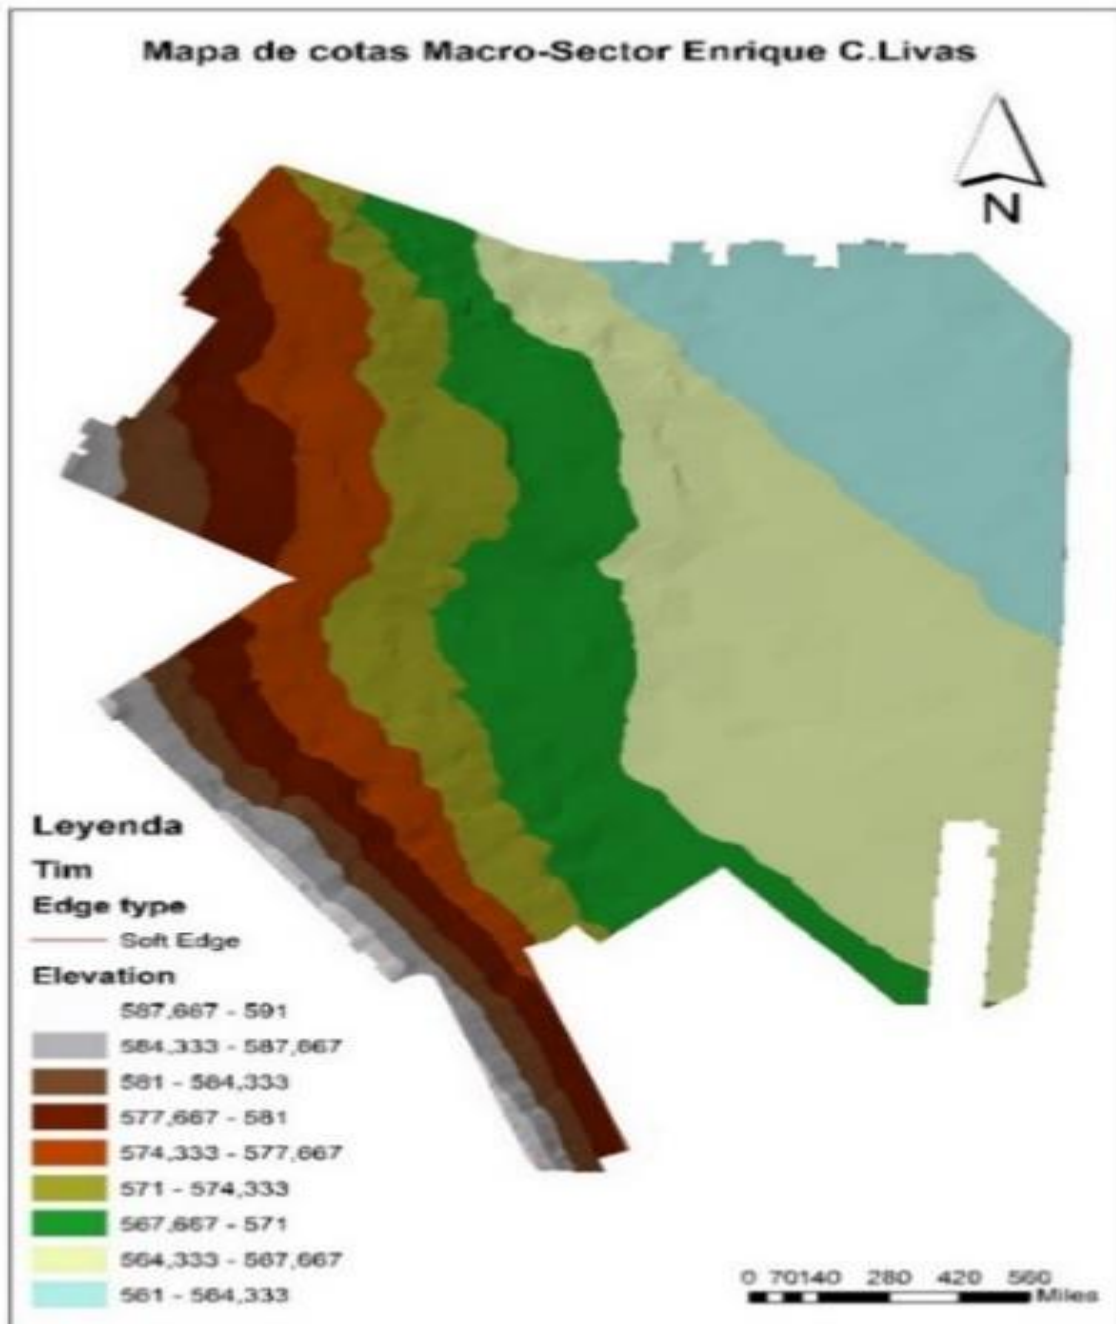 Mapa de cotas Macro-Sector Enrique C.Livas
N
Leyenda
Tim
Edge type
Soft Edge
Elevation
587,667 - 591
584,333 - 587,667
581 - 584,333
577,667 - 581
574,333 - 577,667
571 - 574,333
567,667 - 571
564,333 - 567,667
561 - 564,333
0 70140 280 420 560
Miles